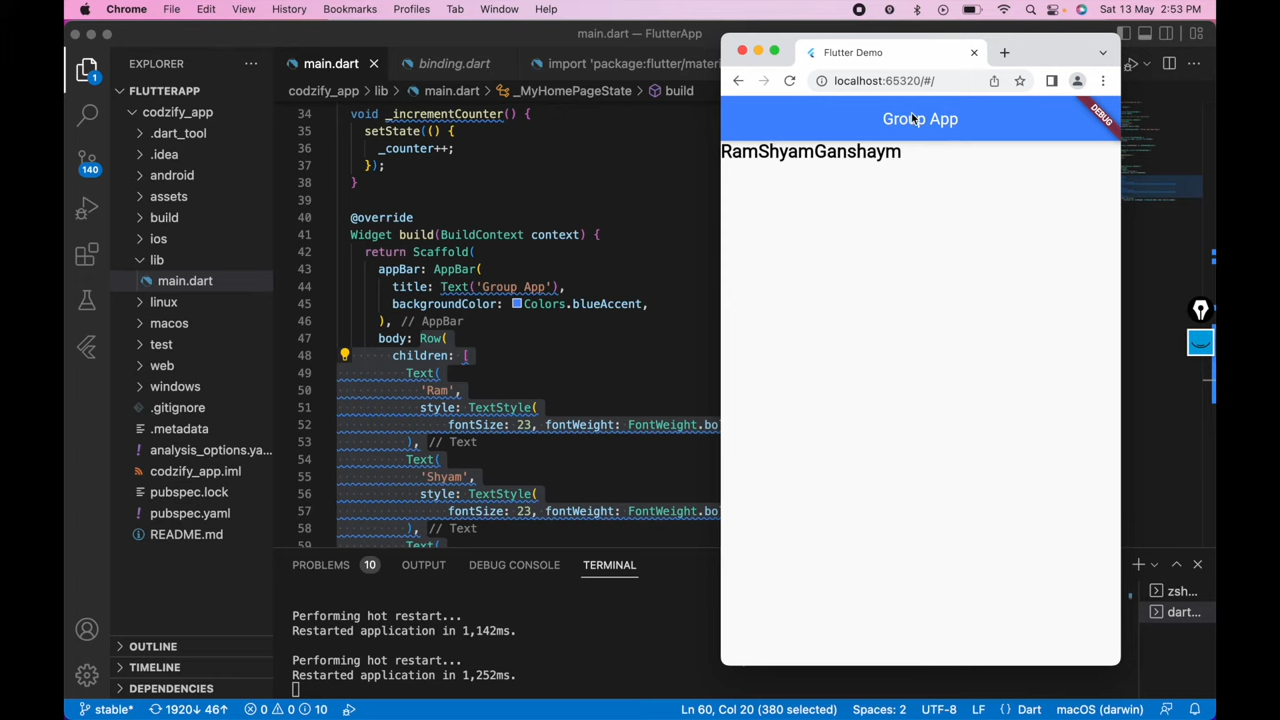 Chrome File Edit View History Bookmarks Profiles Tab Window Help Sat 13 May 2:53 PM
main.dart — FlutterApp
EXPLORER
main.dart
binding.dart
import 'package:flutter/mater
FLUTTERAPP
codzify_app > lib > main.dart > _MyHomePageState > build
codzify_app
.dart_tool
.idea
android
assets
build
ios
lib
main.dart
linux
macos
test
web
windows
.gitignore
.metadata
analysis_options.ya...
codzify_app.iml
pubspec.lock
pubspec.yaml
README.md
OUTLINE
TIMELINE
DEPENDENCIES
1
140
34 void _incrementCounter() {
35 setState(() {
36 _counter++;
37 });
38 }
39
40 @override
41 Widget build(BuildContext context) {
42 return Scaffold(
43 appBar: AppBar(
44 title: Text('Group App'),
45 backgroundColor: Colors.blueAccent,
46 ), // AppBar
47 body: Row(
48 children: [
49 Text(
50 'Ram',
51 style: TextStyle(
52 fontSize: 23, fontWeight: FontWeight.bo
53 ), // Text
54 Text(
55 'Shyam',
56 style: TextStyle(
57 fontSize: 23, fontWeight: FontWeight.bo
58 ), // Text
59 Text(
PROBLEMS 10 OUTPUT DEBUG CONSOLE TERMINAL
Performing hot restart...
Restarted application in 1,142ms.
Performing hot restart...
Restarted application in 1,252ms.
zsh...
dart...
Flutter Demo
localhost:65320/#/
Group App
DEBUG
RamShyamGanshaym
stable* 1920↓ 46↑ 0 0 10 Ln 60, Col 20 (380 selected) Spaces: 2 UTF-8 LF { } Dart macOS (darwin)